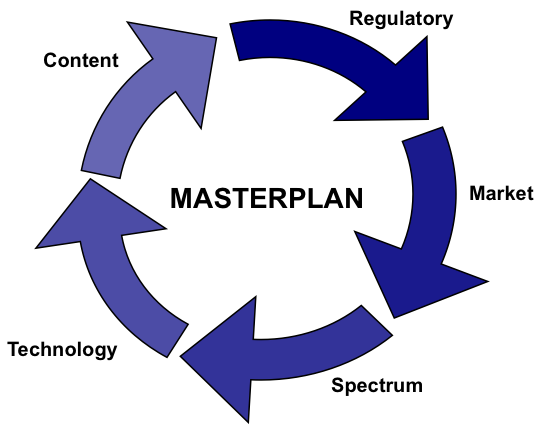 Regulatory
Content
Market
MASTERPLAN
Technology
Spectrum